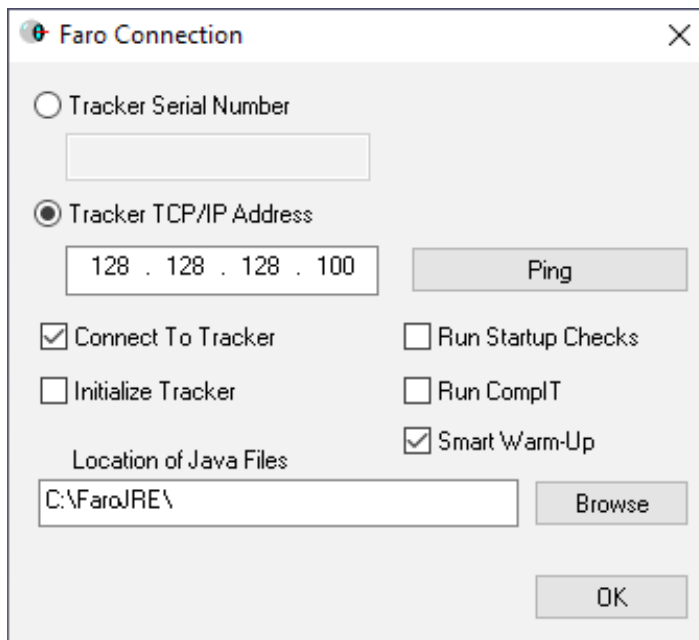 Faro Connection
Tracker Serial Number
Tracker TCP/IP Address
128 . 128 . 128 . 100
Ping
Connect To Tracker
Run Startup Checks
Initialize Tracker
Run CompIT
Smart Warm-Up
Location of Java Files
C:\FaroJRE\
Browse
OK